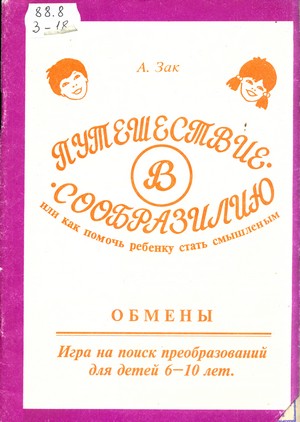 88.8
З-18
А. Зак
ПУТЕШЕСТВИЕ
В
СООБРАЗИЛИЮ
или как помочь ребенку стать смышленым
ОБМЕНЫ
Игра на поиск преобразований
для детей 6—10 лет.